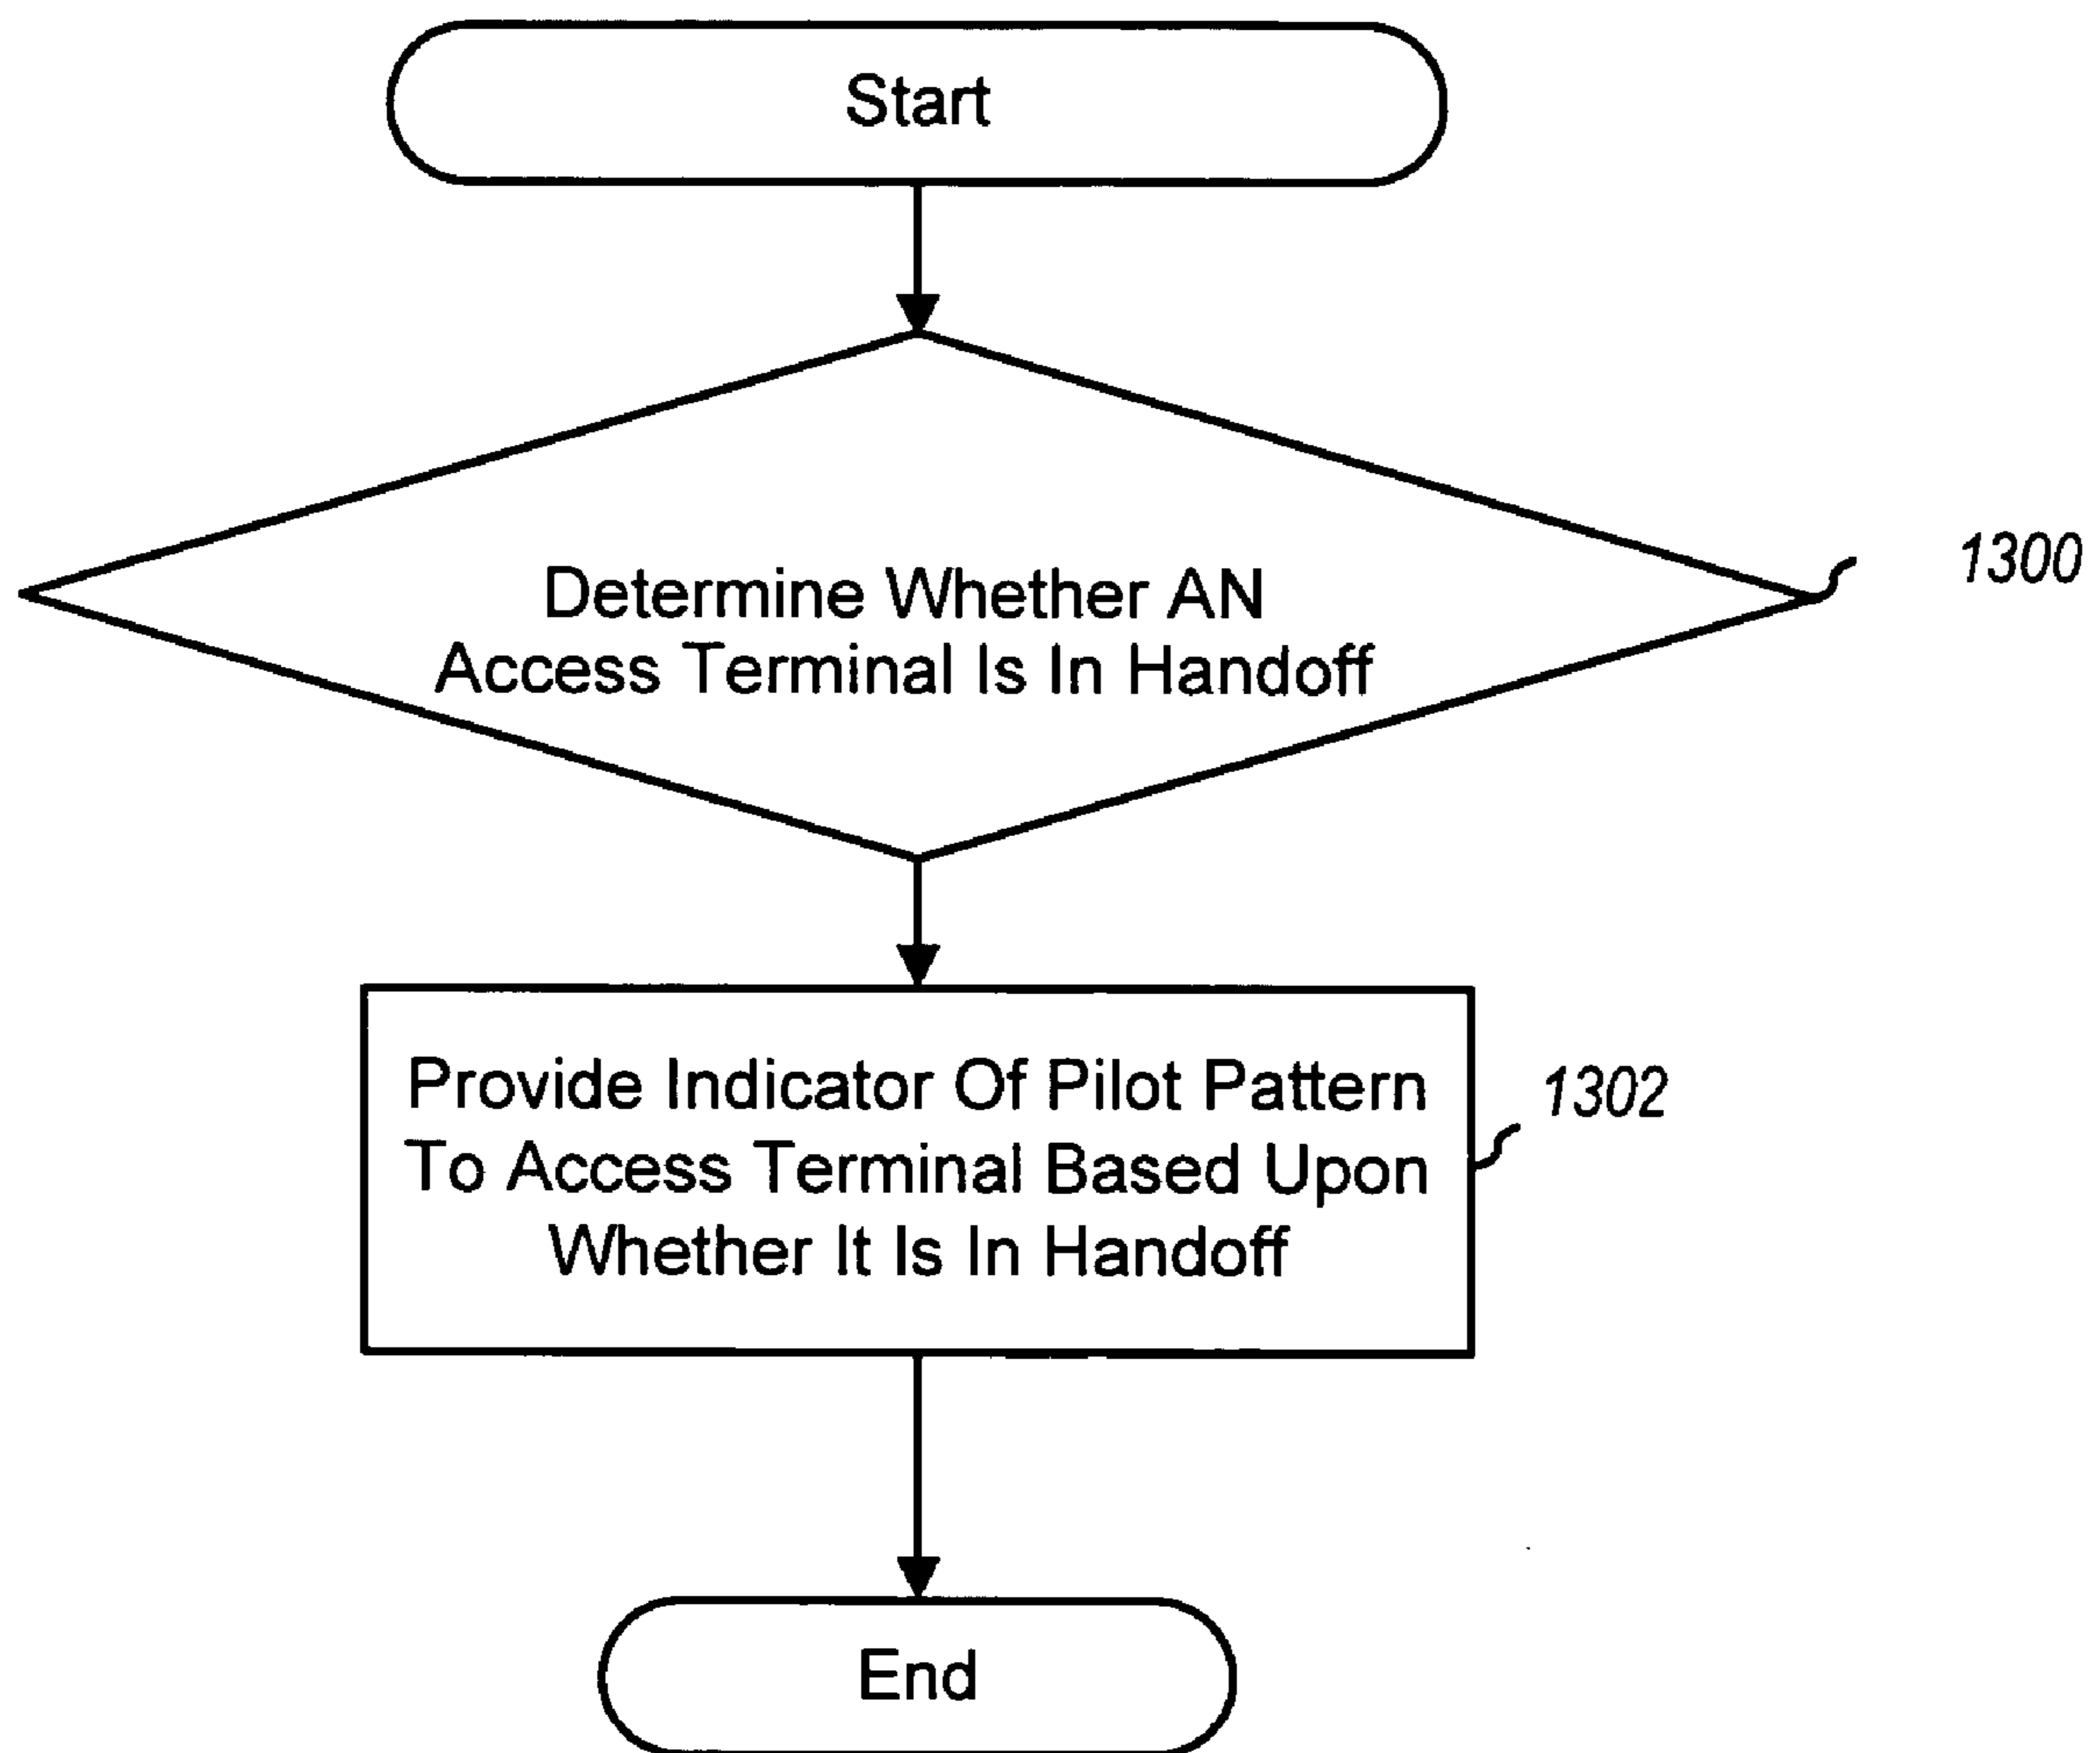 Start
Determine Whether AN
Access Terminal Is In Handoff
1300
Provide Indicator Of Pilot Pattern
To Access Terminal Based Upon
Whether It Is In Handoff
1302
End